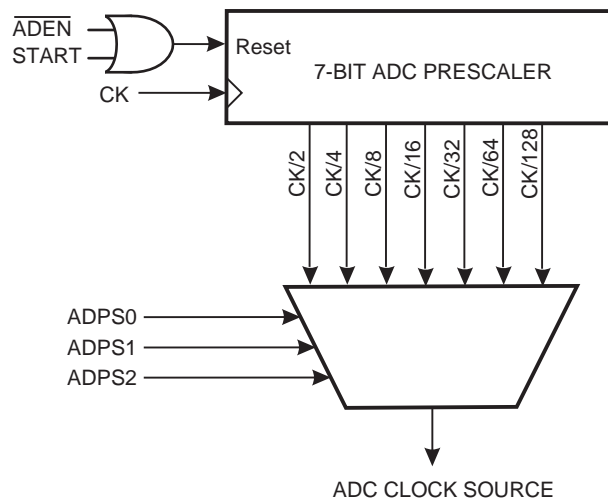 ADEN
START
Reset
7-BIT ADC PRESCALER
CK
CK/2
CK/4
CK/8
CK/16
CK/32
CK/64
CK/128
ADPS0
ADPS1
ADPS2
ADC CLOCK SOURCE